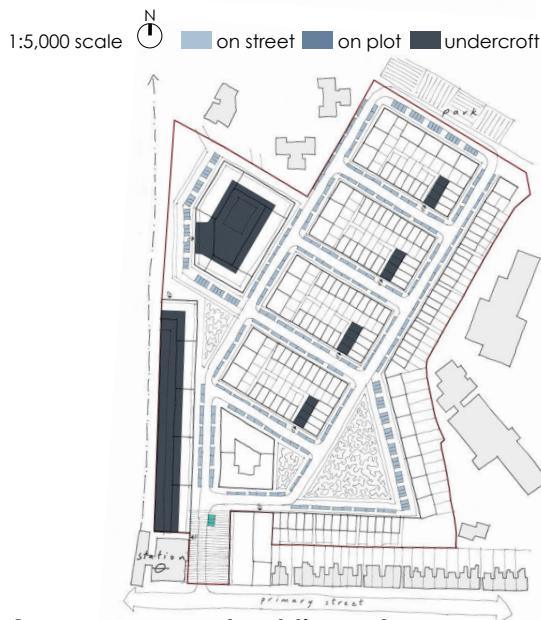 N
1:5,000 scale on street on plot undercroft
park
station
primary street